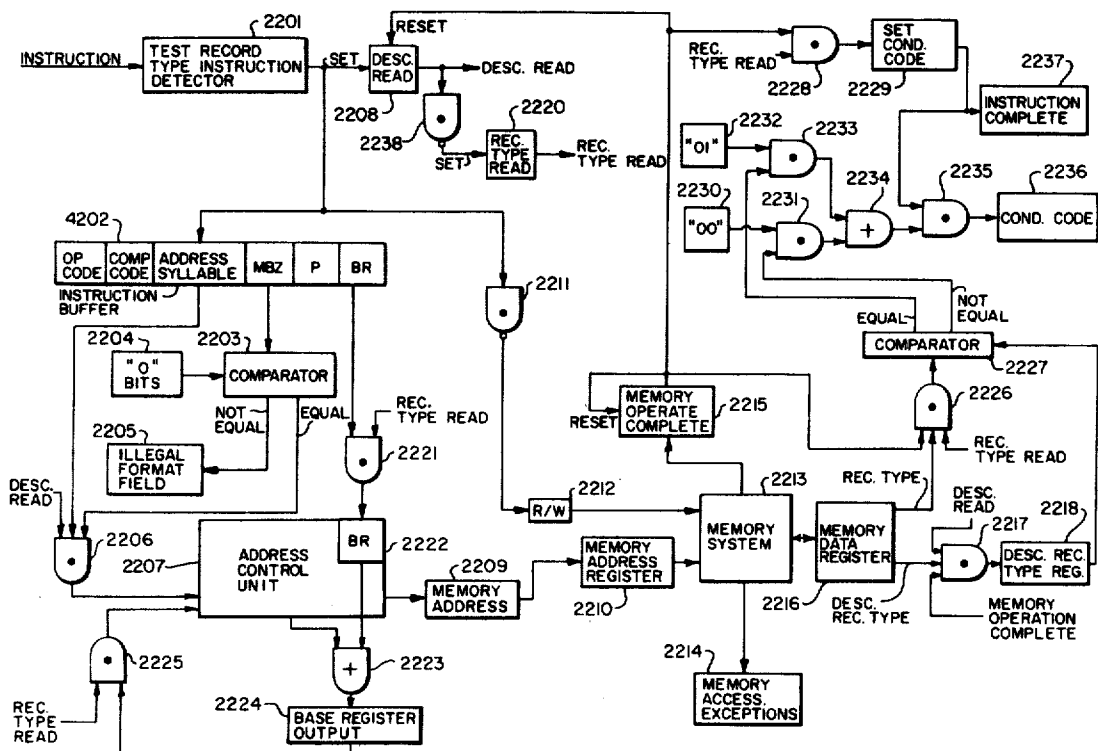 2201
RESET
INSTRUCTION
TEST RECORD
TYPE INSTRUCTION
DETECTOR
SET
DESC.
READ
DESC. READ
2208
2238
SET
2220
REC.
TYPE
READ
REC.
TYPE READ
REC.
TYPE READ
2228
SET
COND.
CODE
2229
2237
INSTRUCTION
COMPLETE
2232
"01"
2233
2230
"00"
2231
2234
2235
2236
COND. CODE
4202
OP
CODE
COMP
CODE
ADDRESS
SYLLABLE
MBZ
P
BR
INSTRUCTION
BUFFER
2211
2204
"0"
BITS
2203
COMPARATOR
NOT
EQUAL
EQUAL
REC.
TYPE READ
2205
ILLEGAL
FORMAT
FIELD
2221
EQUAL
NOT
EQUAL
COMPARATOR
2227
2226
REC.
TYPE READ
RESET
MEMORY
OPERATE
COMPLETE
2215
DESC.
READ
2206
2207
ADDRESS
CONTROL
UNIT
BR
2222
R/W
2212
2209
MEMORY
ADDRESS
MEMORY
ADDRESS
REGISTER
2210
2213
MEMORY
SYSTEM
REC. TYPE
MEMORY
DATA
REGISTER
2216
DESC.
READ
2217
2218
DESC. REC.
TYPE REG.
DESC.
REC. TYPE
MEMORY
OPERATION
COMPLETE
2225
REC.
TYPE
READ
2223
2224
BASE REGISTER
OUTPUT
2214
MEMORY
ACCESS.
EXCEPTIONS